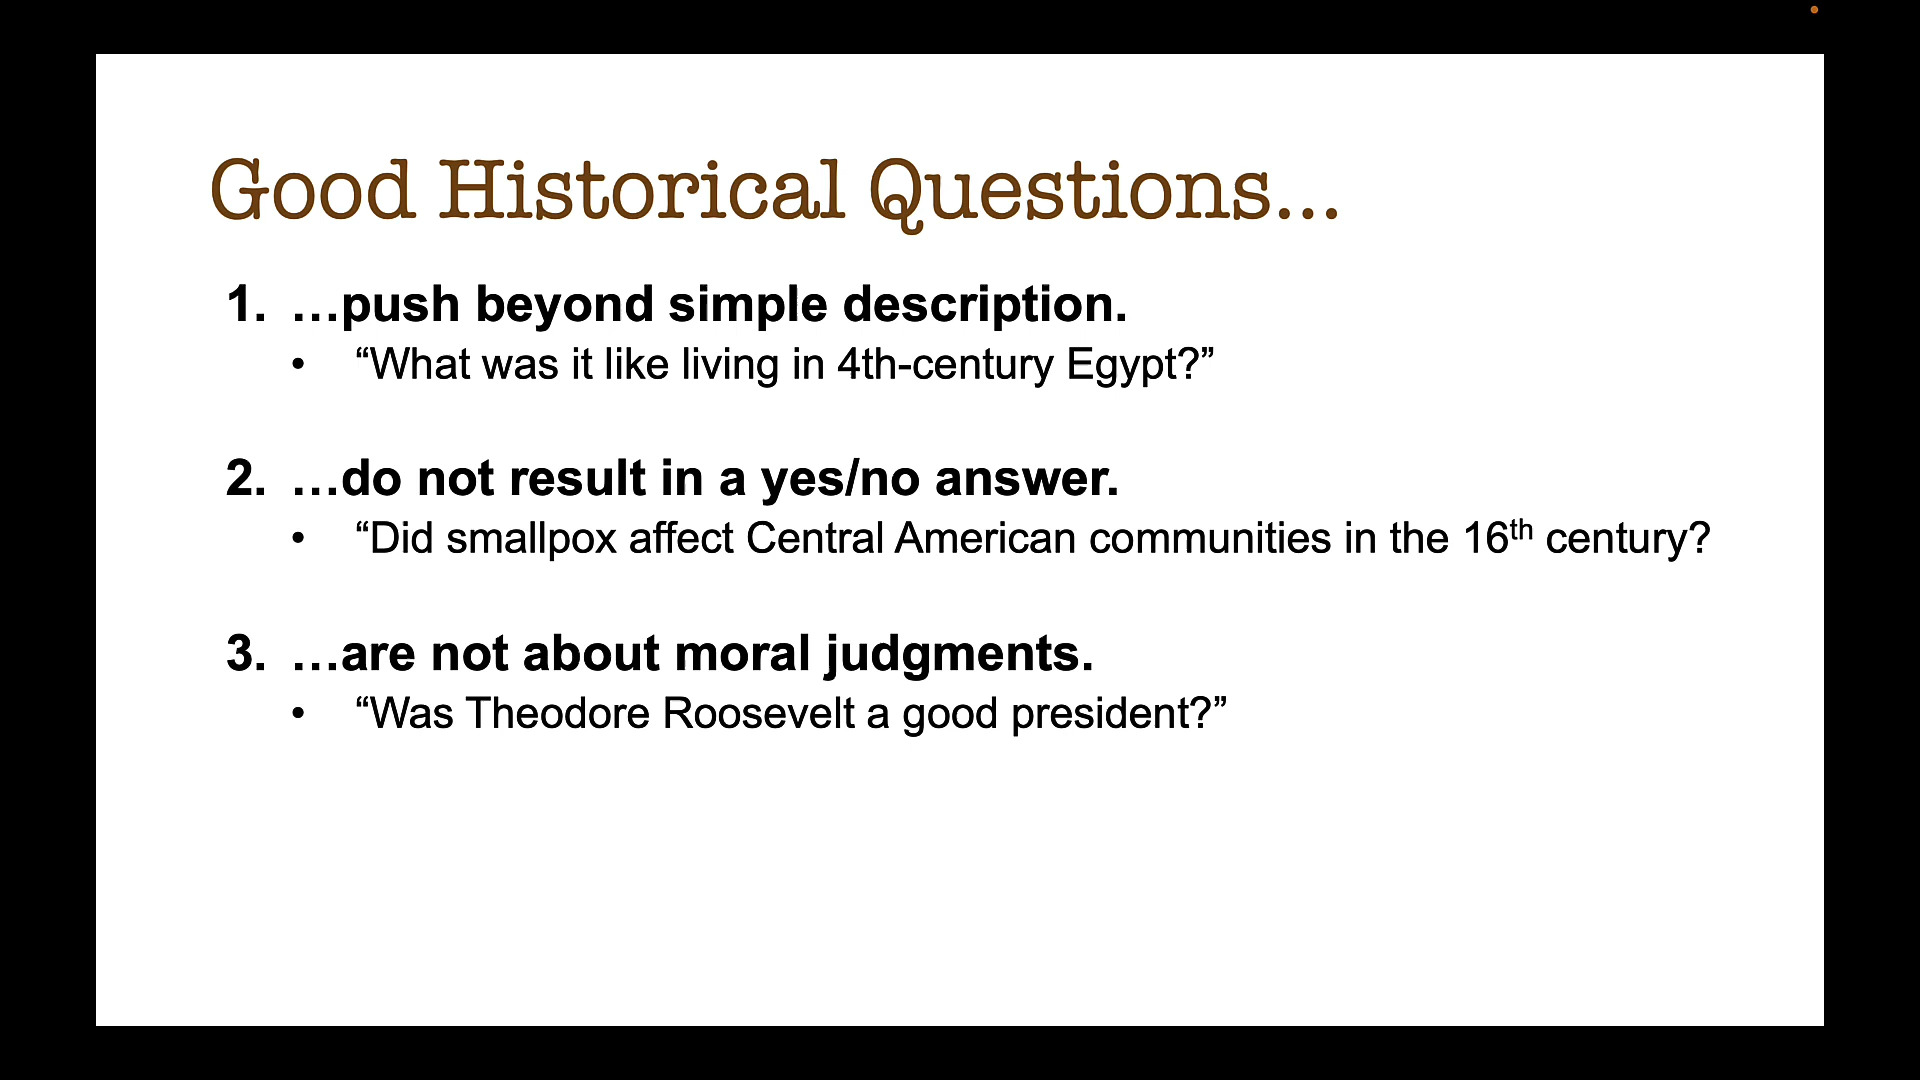 Good Historical Questions...
1. …push beyond simple description.
• “What was it like living in 4th-century Egypt?”
2. …do not result in a yes/no answer.
• “Did smallpox affect Central American communities in the 16th century?
3. …are not about moral judgments.
• “Was Theodore Roosevelt a good president?”